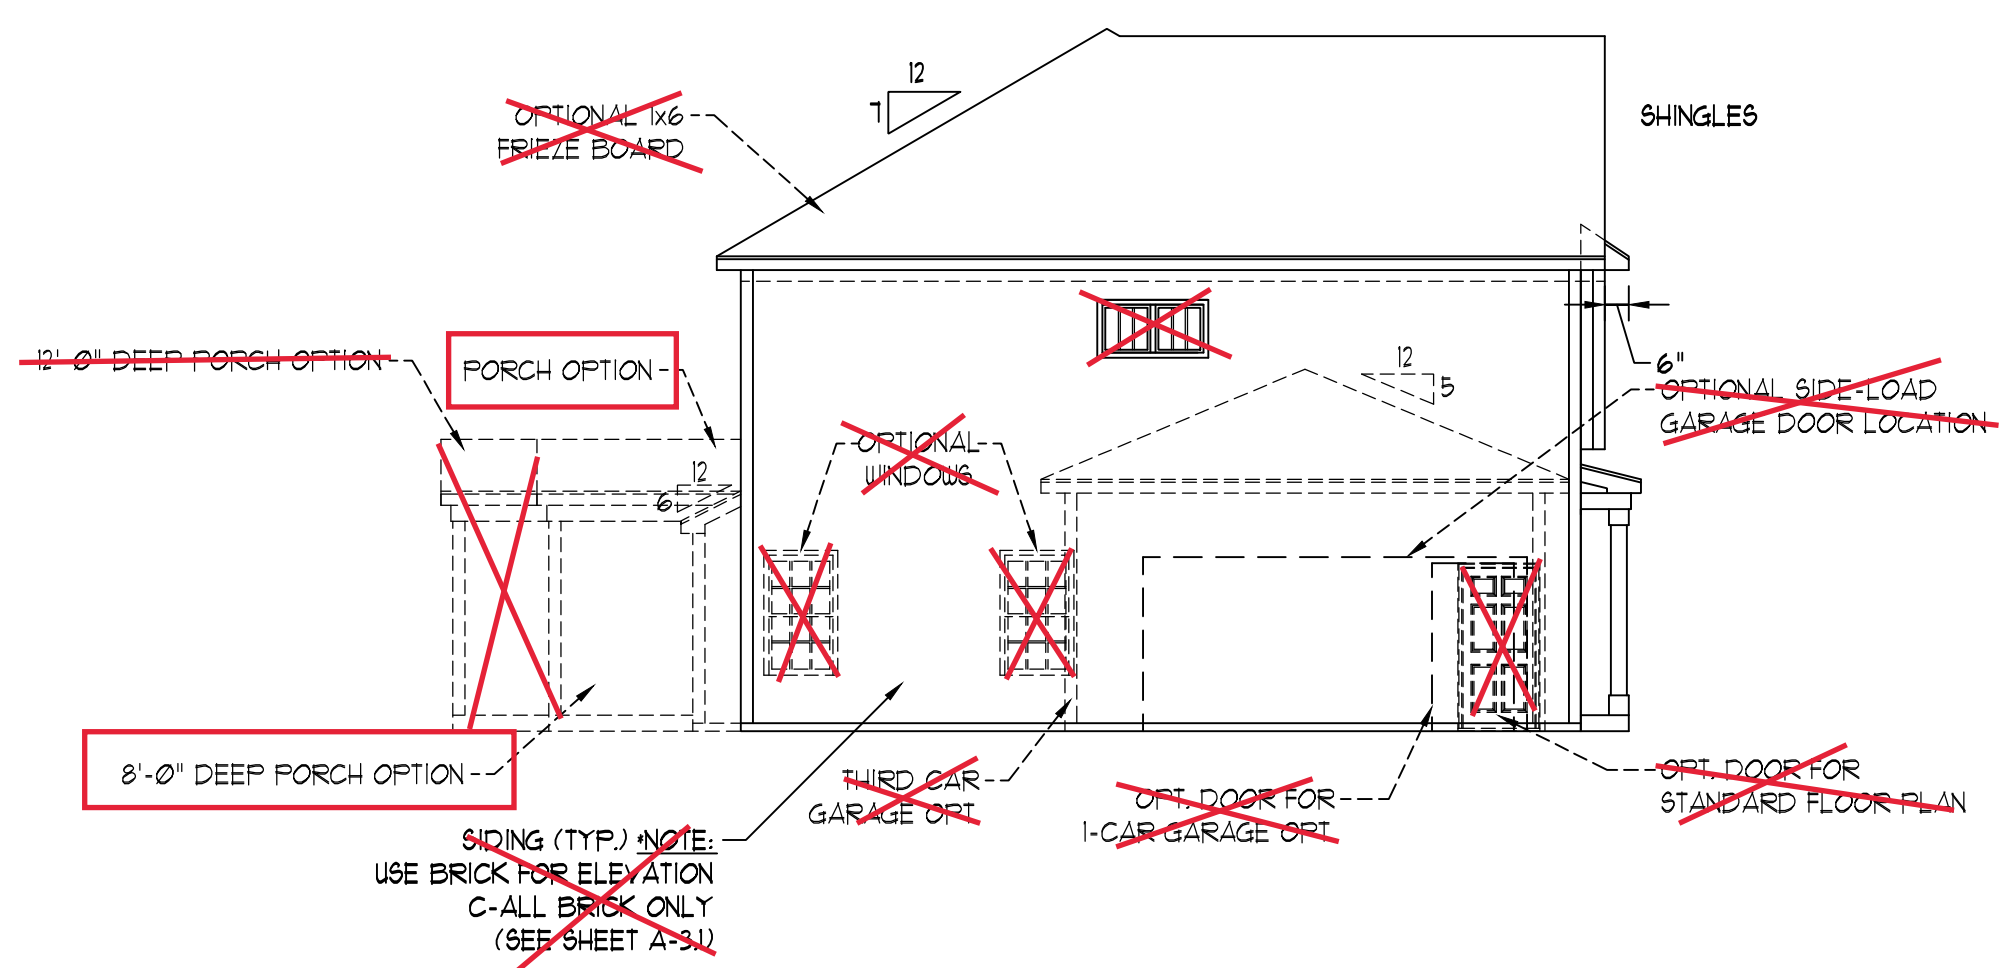 12
7
OPTIONAL 1x6
FRIEZE BOARD
SHINGLES
12'-Ø" DEEP PORCH OPTION
PORCH OPTION
12
5
6"
OPTIONAL SIDE-LOAD
GARAGE DOOR LOCATION
OPTIONAL
WINDOWS
12
6
8'-Ø" DEEP PORCH OPTION
THIRD CAR
GARAGE OPT
OPT. DOOR FOR
1-CAR GARAGE OPT
OPT. DOOR FOR
STANDARD FLOOR PLAN
SIDING (TYP.) *NOTE:
USE BRICK FOR ELEVATION
C-ALL BRICK ONLY
(SEE SHEET A-3.1)